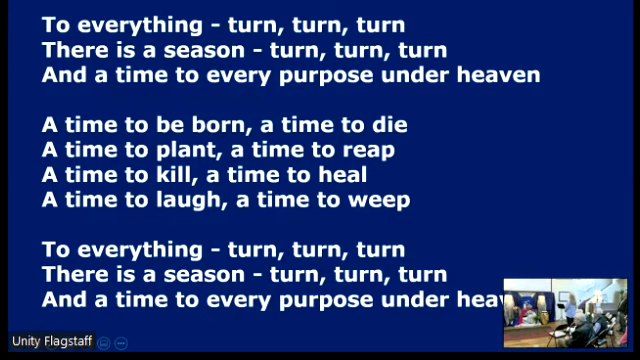 To everything - turn, turn, turn
There is a season - turn, turn, turn
And a time to every purpose under heaven
A time to be born, a time to die
A time to plant, a time to reap
A time to kill, a time to heal
A time to laugh, a time to weep
To everything - turn, turn, turn
There is a season - turn, turn, turn
And a time to every purpose under
Unity Flagstaff